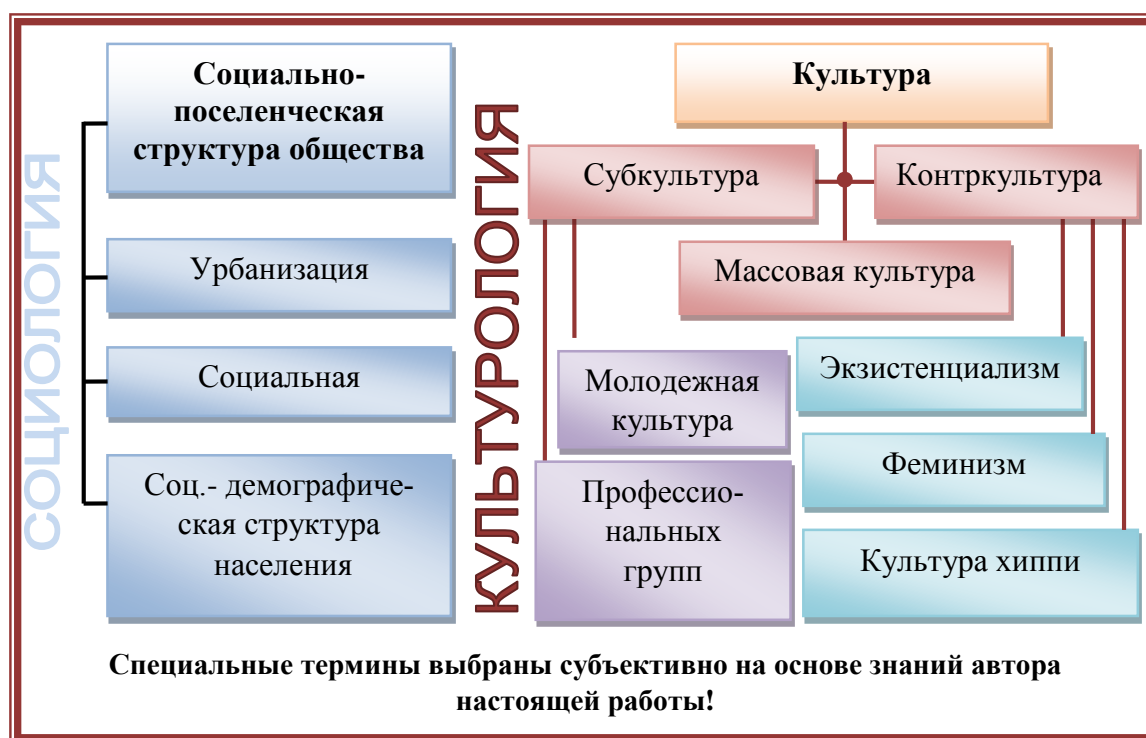 СОЦИОЛОГИЯ
Социально-
поселенческая
структура общества
Урбанизация
Социальная
Соц.- демографиче-
ская структура
населения
КУЛЬТУРОЛОГИЯ
Культура
Субкультура
Контркультура
Массовая культура
Молодежная
культура
Профессио-
нальных
групп
Экзистенциализм
Феминизм
Культура хиппи
Специальные термины выбраны субъективно на основе знаний автора
настоящей работы!